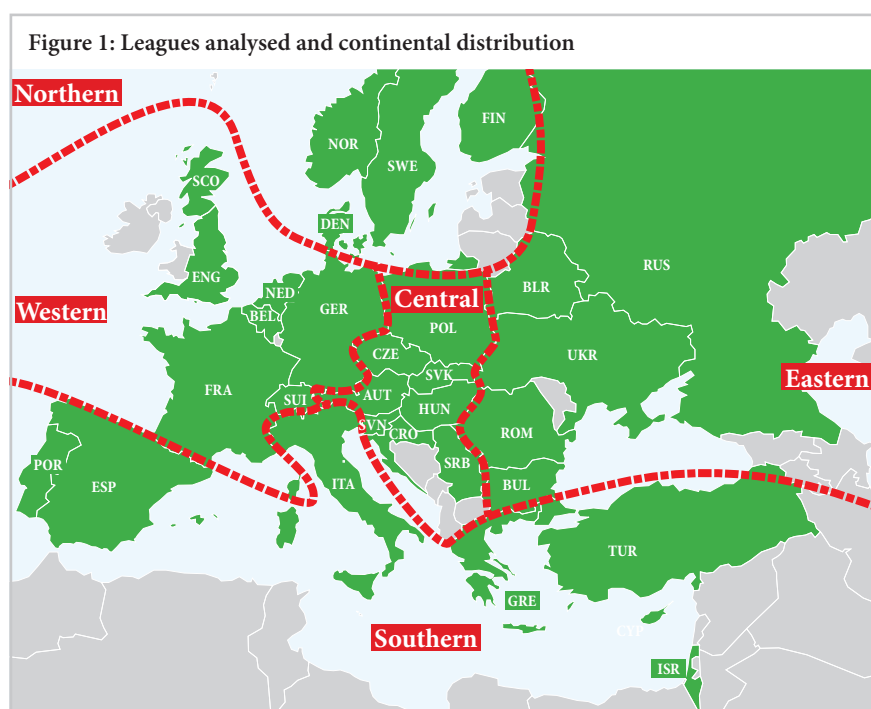 Figure 1: Leagues analysed and continental distribution
Northern
FIN
NOR
SWE
SCO
DEN
RUS
ENG
NED
BLR
GER
Central
Western
BEL
POL
UKR
CZE
SVK
Eastern
FRA
SUI
AUT
HUN
SVN
CRO
ROM
SRB
POR
ESP
ITA
BUL
TUR
GRE
CYP
Southern
ISR